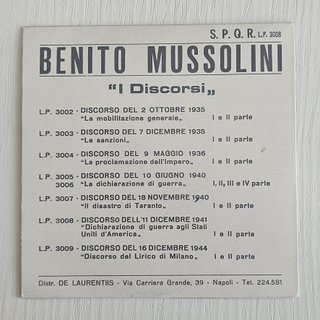 S. P. Q. R. L.P. 3008
BENITO MUSSOLINI
"I Discorsi„
L.P. 3002 - DISCORSO DEL 2 OTTOBRE 1935
"La mobilitazione generale„ I e II parte
L.P. 3003 - DISCORSO DEL 7 DICEMBRE 1935
"Le sanzioni„ I e II parte
L.P. 3004 - DISCORSO DEL 9 MAGGIO 1936
"La proclamazione dell'Impero„ I e II parte
L.P. 3005 - DISCORSO DEL 10 GIUGNO 1940
3006 "La dichiarazione di guerra„ I, II, III e IV parte
L.P. 3007 - DISCORSO DEL 18 NOVEMBRE 1940
"Il disastro di Taranto„ I e II parte
L.P. 3008 - DISCORSO DELL'11 DICEMBRE 1941
"Dichiarazione di guerra agli Stati
Uniti d'America„ I e II parte
L.P. 3009 - DISCORSO DEL 16 DICEMBRE 1944
"Discorso del Lirico di Milano„ I e II parte
Distr. DE LAURENTIIS - Via Carriera Grande, 39 - Napoli - Tel. 224.581